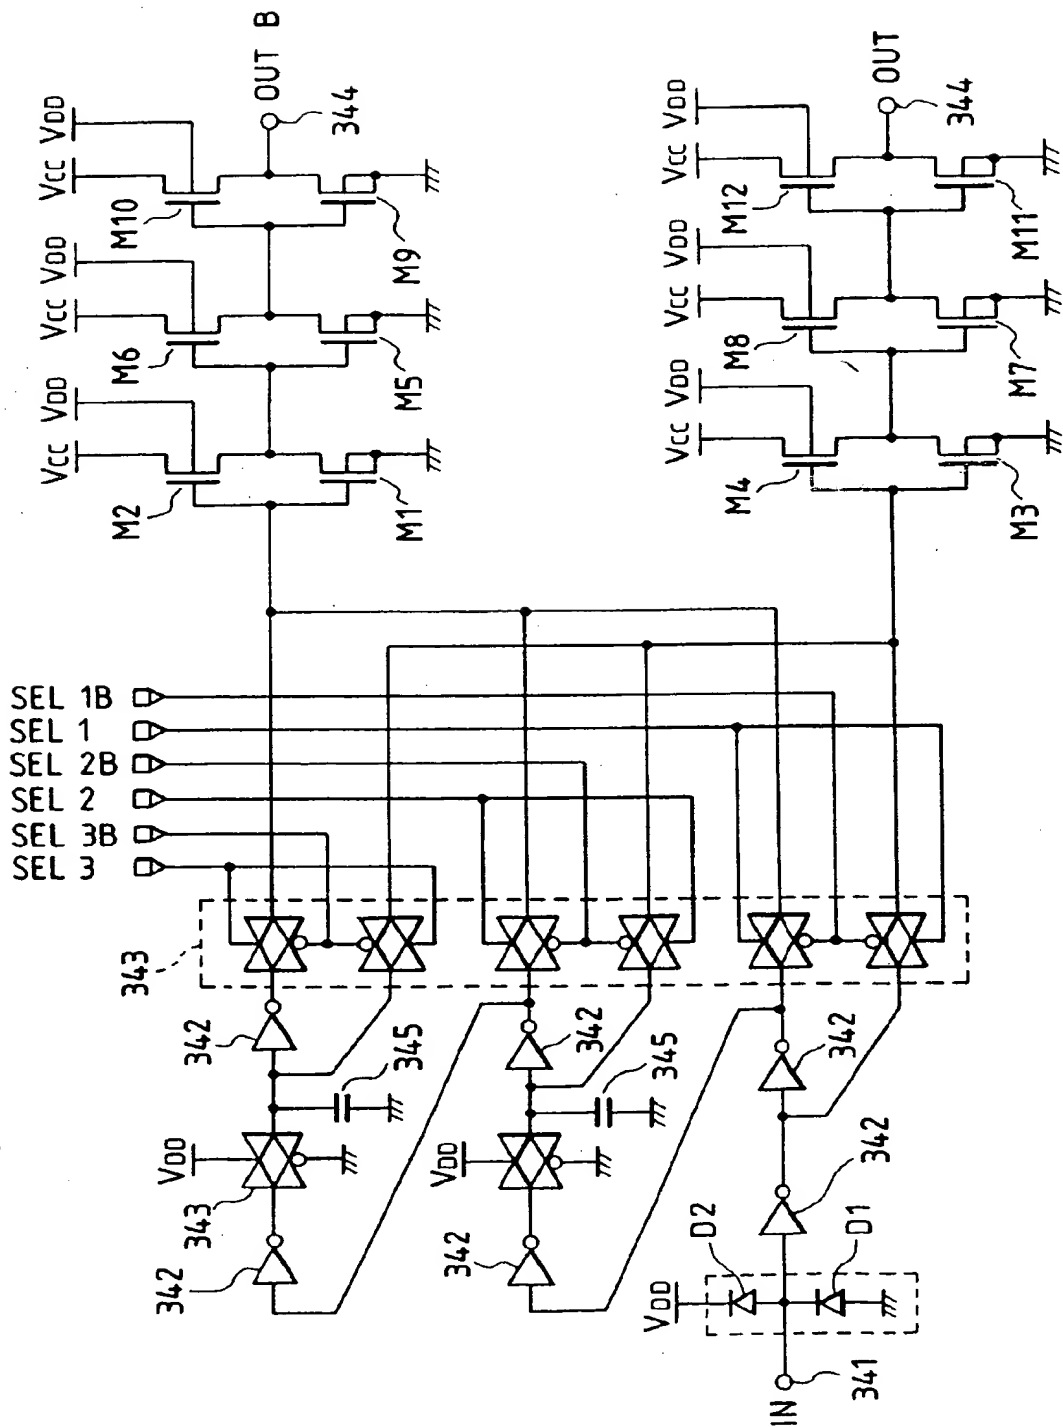 VCC VDD
OUT B
344
M10
M9
VCC VDD
M6
M5
VCC VDD
M2
M1
VCC VDD
OUT
344
M12
M11
VCC VDD
M8
M7
VCC VDD
M4
M3
SEL 1B
SEL 1
SEL 2B
SEL 2
SEL 3B
SEL 3
343
342
345
VDD
343
342
342
345
VDD
342
342
342
D2
D1
VDD
IN
341